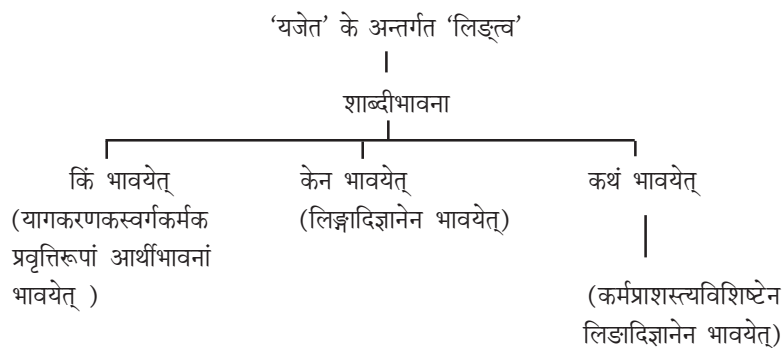 ‘यजेत’ के अन्तर्गत ‘लिङ्त्व’
शाब्दीभावना
किं भावयेत्
(यागकरणकस्वर्गकर्मक
प्रवृत्तिरूपां आर्थीभावनां
भावयेत् )
केन भावयेत्
(लिङ्गादिज्ञानेन भावयेत्)
कथं भावयेत्
(कर्मप्राशस्त्यविशिष्टेन
लिङादिज्ञानेन भावयेत्)